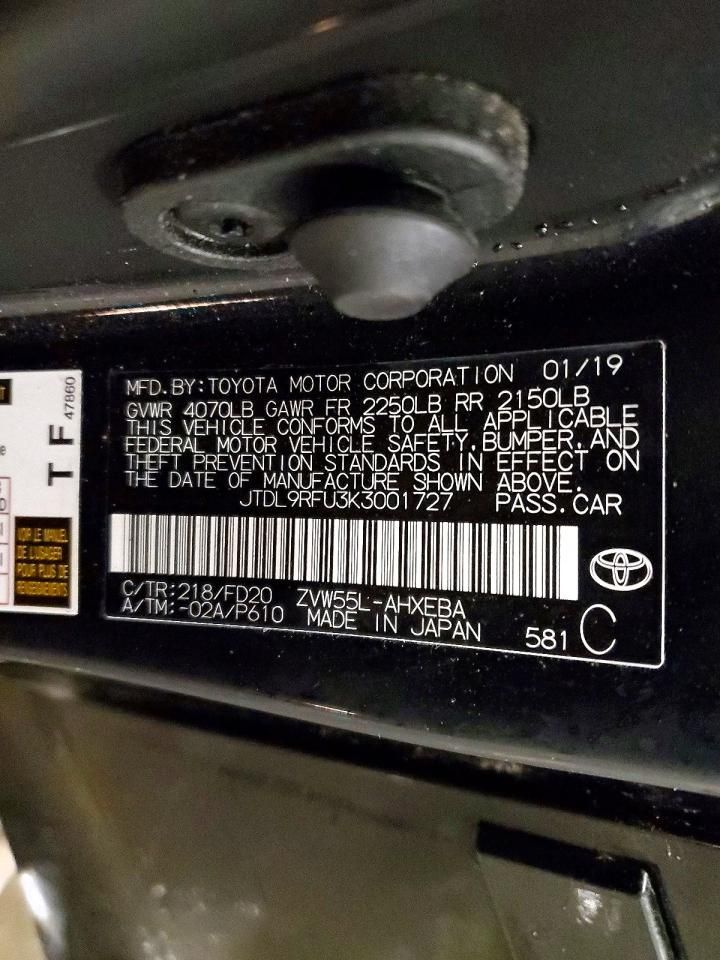 MFD.BY:TOYOTA MOTOR CORPORATION 01/19
GVWR 4070LB GAWR FR 2250LB RR 2150LB
THIS VEHICLE CONFORMS TO ALL APPLICABLE
FEDERAL MOTOR VEHICLE SAFETY,BUMPER,AND
THEFT PREVENTION STANDARDS IN EFFECT ON
THE DATE OF MANUFACTURE SHOWN ABOVE.
JTDL9RFU3K3001727 PASS.CAR
C/TR:218/FD20 ZVW55L-AHXEBA
A/TM:-02A/P610 MADE IN JAPAN 581 C
TF 47860
VOIR LE MANUEL
DE L'USAGER
POUR PLUS DE